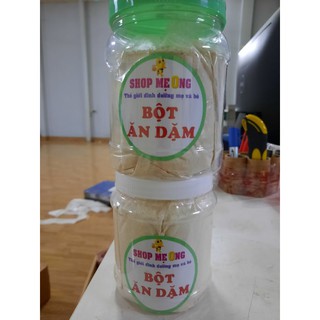 SHOP MẸ ONG
Thế giới dinh dưỡng mẹ và bé
BỘT
ĂN DẶM
SHOP MẸ ONG
Thế giới dinh dưỡng mẹ và bé
BỘT
ĂN DẶM